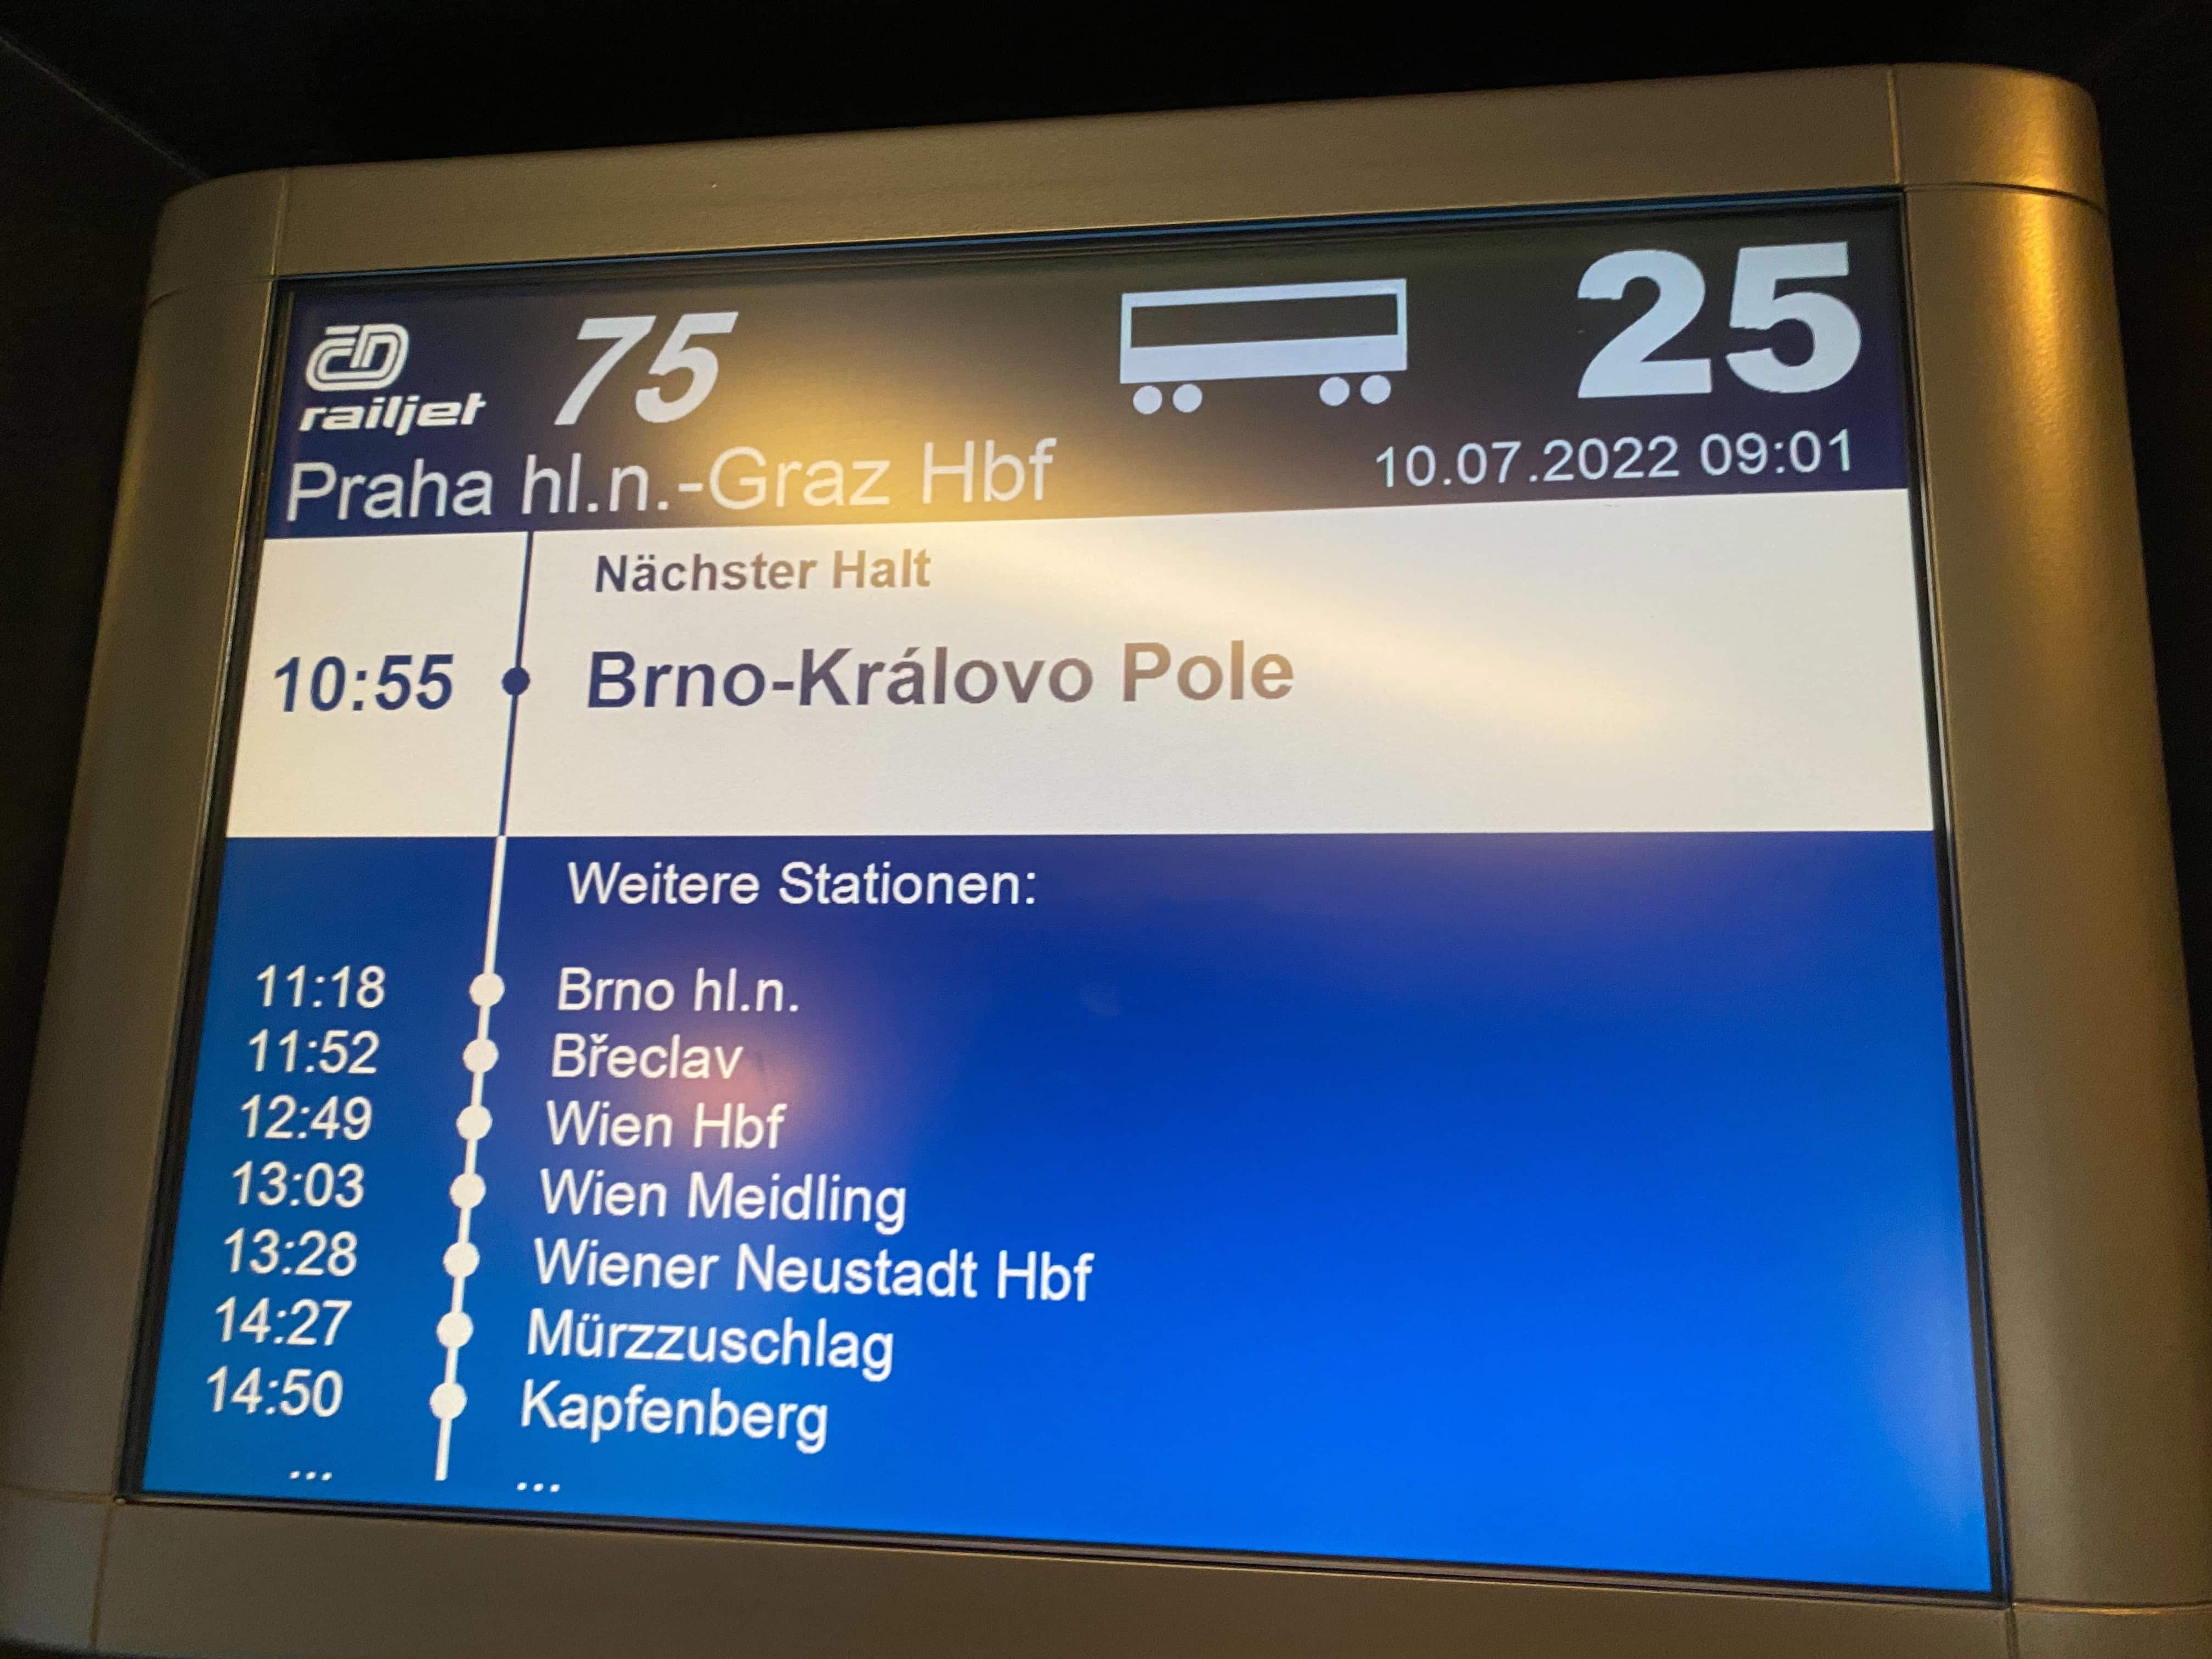 ČD railjet 75 25
Praha hl.n.-Graz Hbf 10.07.2022 09:01
Nächster Halt
10:55 Brno-Královo Pole
Weitere Stationen:
11:18 Brno hl.n.
11:52 Břeclav
12:49 Wien Hbf
13:03 Wien Meidling
13:28 Wiener Neustadt Hbf
14:27 Mürzzuschlag
14:50 Kapfenberg
... ...